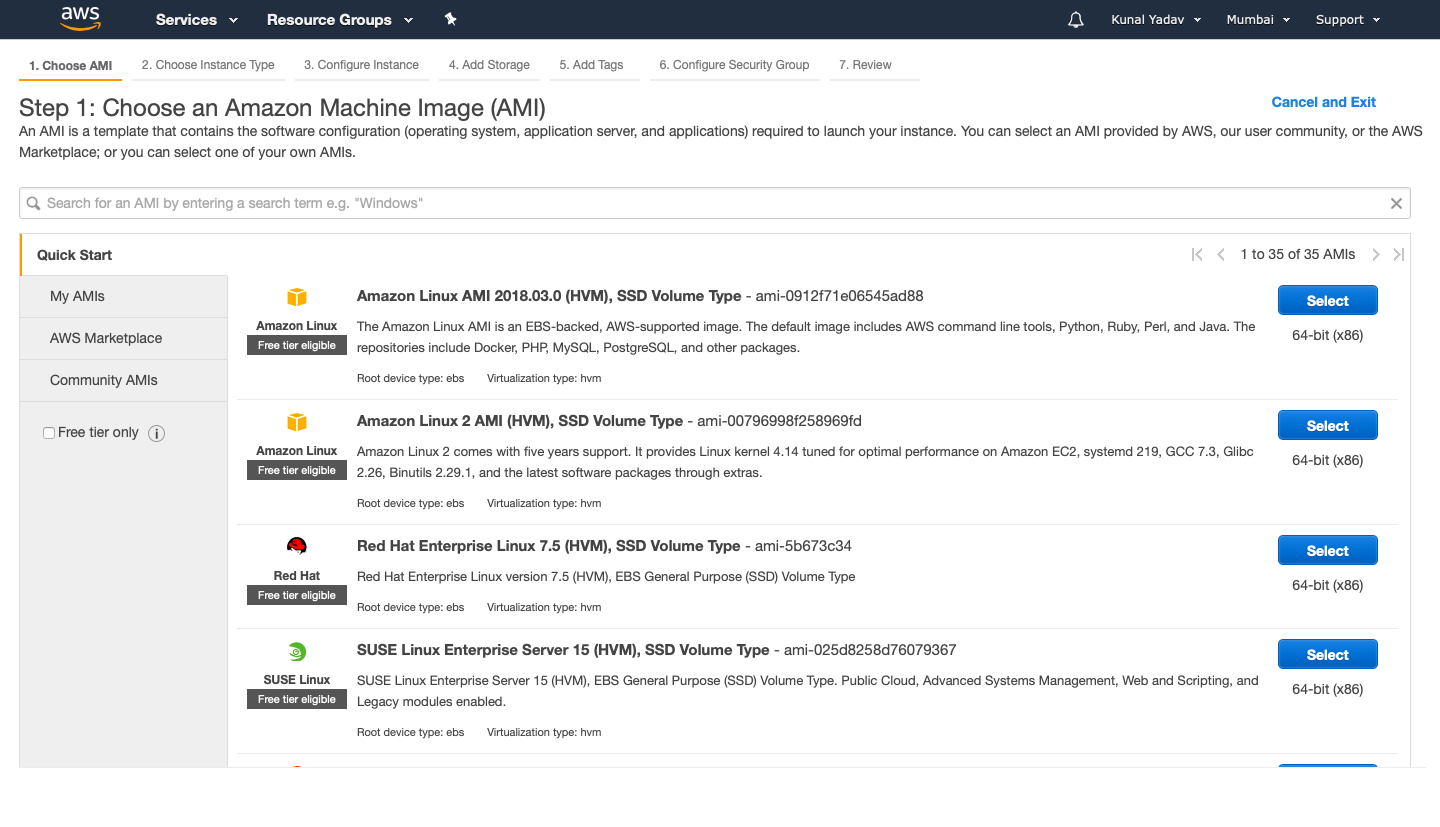 aws Services Resource Groups Kunal Yadav Mumbai Support
1. Choose AMI 2. Choose Instance Type 3. Configure Instance 4. Add Storage 5. Add Tags 6. Configure Security Group 7. Review
Step 1: Choose an Amazon Machine Image (AMI)
Cancel and Exit
An AMI is a template that contains the software configuration (operating system, application server, and applications) required to launch your instance. You can select an AMI provided by AWS, our user community, or the AWS
Marketplace; or you can select one of your own AMIs.
Search for an AMI by entering a search term e.g. "Windows"
Quick Start
1 to 35 of 35 AMIs
My AMIs
AWS Marketplace
Community AMIs
Free tier only
Amazon Linux
Free tier eligible
Amazon Linux AMI 2018.03.0 (HVM), SSD Volume Type - ami-0912f71e06545ad88
The Amazon Linux AMI is an EBS-backed, AWS-supported image. The default image includes AWS command line tools, Python, Ruby, Perl, and Java. The
repositories include Docker, PHP, MySQL, PostgreSQL, and other packages.
Root device type: ebs Virtualization type: hvm
Select
64-bit (x86)
Amazon Linux
Free tier eligible
Amazon Linux 2 AMI (HVM), SSD Volume Type - ami-00796998f258969fd
Amazon Linux 2 comes with five years support. It provides Linux kernel 4.14 tuned for optimal performance on Amazon EC2, systemd 219, GCC 7.3, Glibc
2.26, Binutils 2.29.1, and the latest software packages through extras.
Root device type: ebs Virtualization type: hvm
Select
64-bit (x86)
Red Hat
Free tier eligible
Red Hat Enterprise Linux 7.5 (HVM), SSD Volume Type - ami-5b673c34
Red Hat Enterprise Linux version 7.5 (HVM), EBS General Purpose (SSD) Volume Type
Root device type: ebs Virtualization type: hvm
Select
64-bit (x86)
SUSE Linux
Free tier eligible
SUSE Linux Enterprise Server 15 (HVM), SSD Volume Type - ami-025d8258d76079367
SUSE Linux Enterprise Server 15 (HVM), EBS General Purpose (SSD) Volume Type. Public Cloud, Advanced Systems Management, Web and Scripting, and
Legacy modules enabled.
Root device type: ebs Virtualization type: hvm
Select
64-bit (x86)